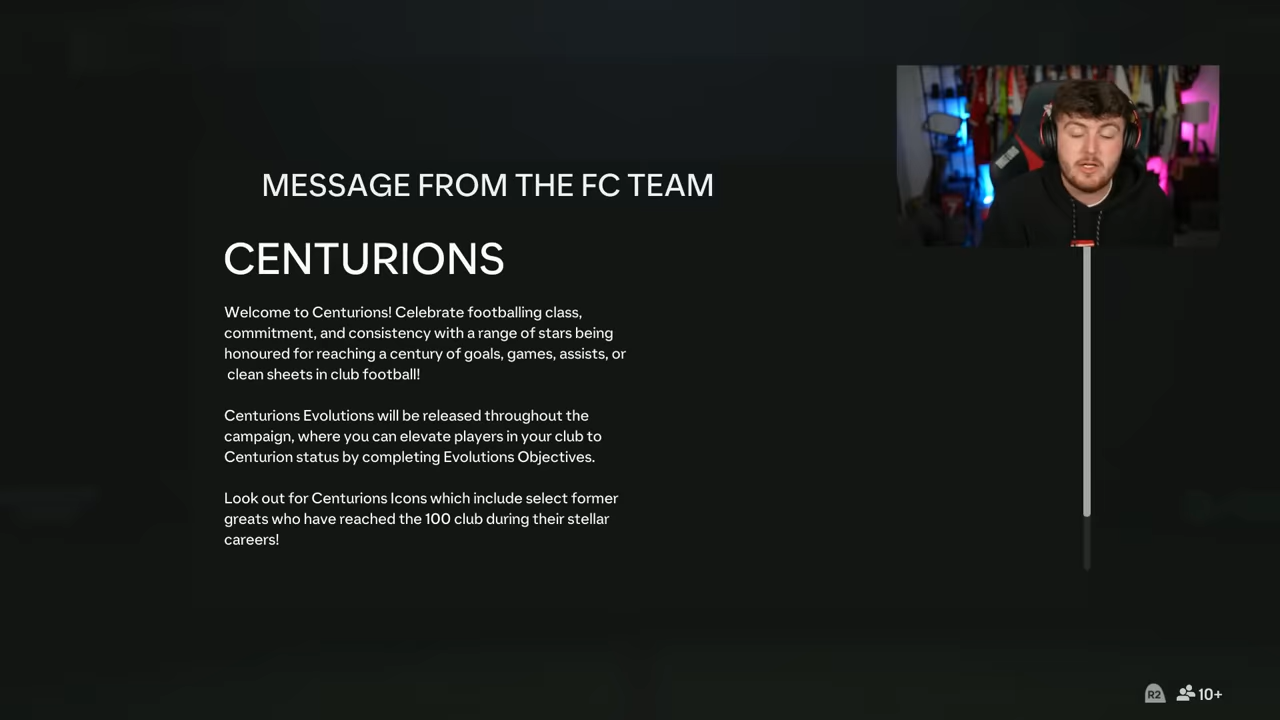 MESSAGE FROM THE FC TEAM
CENTURIONS
Welcome to Centurions! Celebrate footballing class,
commitment, and consistency with a range of stars being
honoured for reaching a century of goals, games, assists, or
clean sheets in club football!
Centurions Evolutions will be released throughout the
campaign, where you can elevate players in your club to
Centurion status by completing Evolutions Objectives.
Look out for Centurions Icons which include select former
greats who have reached the 100 club during their stellar
careers!
R2 10+